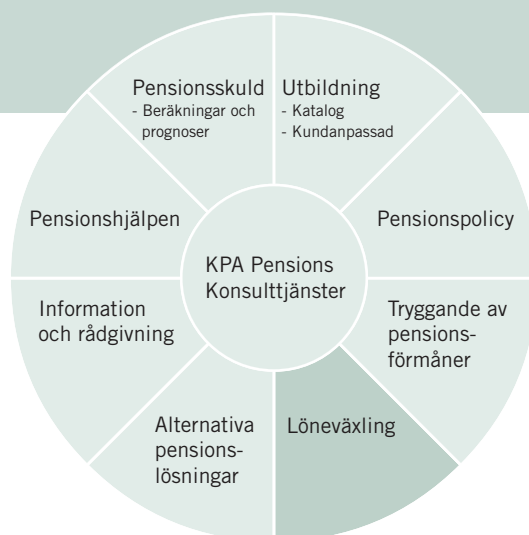 Pensionsskuld
- Beräkningar och
prognoser
Utbildning
- Katalog
- Kundanpassad
Pensionshjälpen
Pensionspolicy
KPA Pensions
Konsulttjänster
Information
och rådgivning
Tryggande av
pensions-
förmåner
Alternativa
pensions-
lösningar
Löneväxling